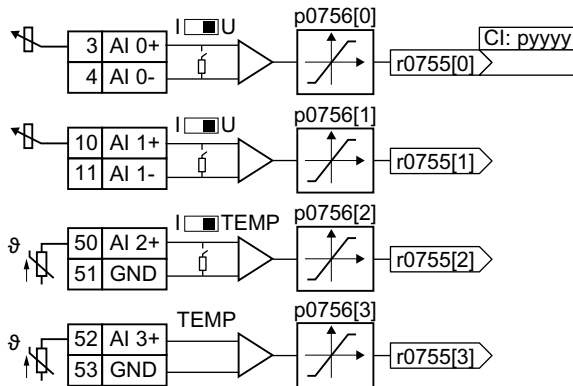 I U p0756[0]
3 AI 0+
4 AI 0-
r0755[0] CI: pyyyy
I U p0756[1]
10 AI 1+
11 AI 1-
r0755[1]
I TEMP p0756[2]
ϑ 50 AI 2+
51 GND
r0755[2]
TEMP p0756[3]
ϑ 52 AI 3+
53 GND
r0755[3]